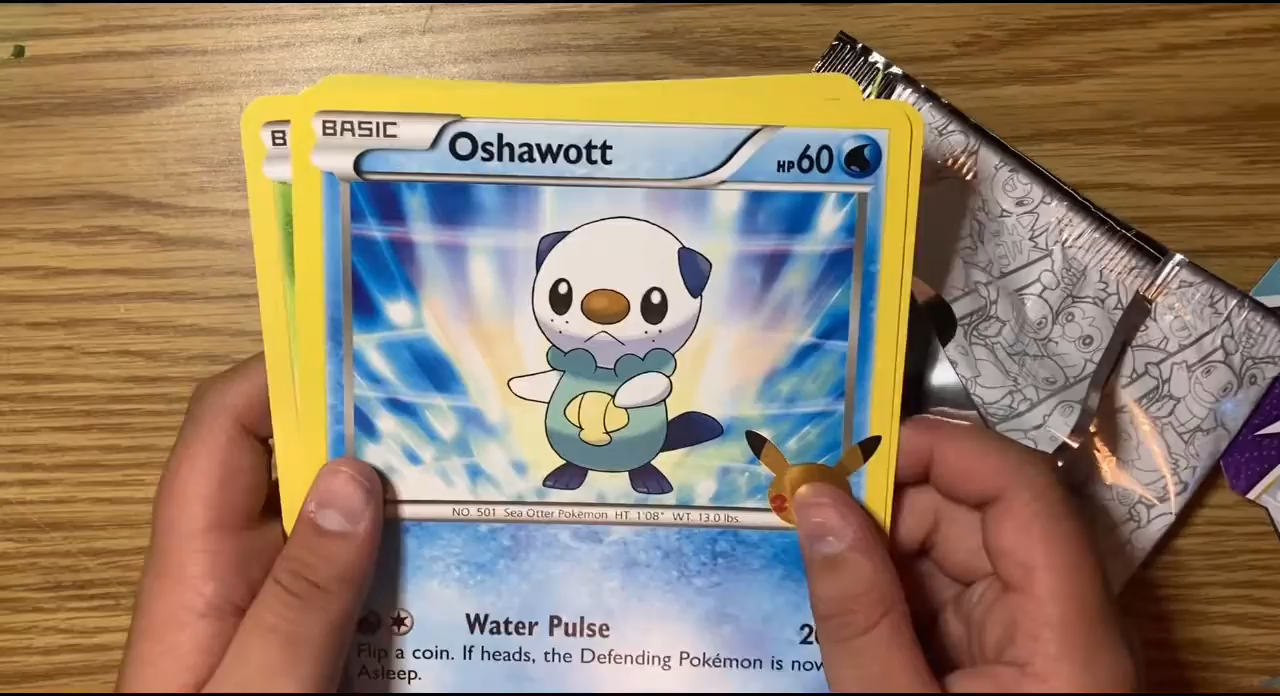 BASIC
Oshawott
HP60
B
NO. 501 Sea Otter Pokémon HT. 1'08" WT. 13.0 lbs.
Water Pulse
Flip a coin. If heads, the Defending Pokémon is now
Asleep.